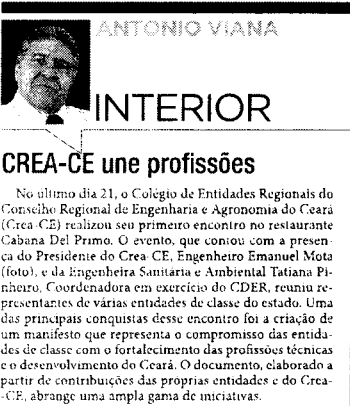 ANTONIO VIANA
INTERIOR
CREA-CE une profissões
No último dia 21, o Colégio de Entidades Regionais do
Conselho Regional de Engenharia e Agronomia do Ceará
(Crea-CE) realizou seu primeiro encontro no restaurante
Cabana Del Primo. O evento, que contou com a presen-
ça do Presidente do Crea-CE, Engenheiro Emanuel Mota
(foto), e da Engenheira Sanitária e Ambiental Tatiana Pi-
nheiro, Coordenadora em exercício do CDER, reuniu re-
presentantes de várias entidades de classe do estado. Uma
das principais conquistas desse encontro foi a criação de
um manifesto que representa o compromisso das entida-
des de classe com o fortalecimento das profissões técnicas
e o desenvolvimento do Ceará. O documento, elaborado a
partir de contribuições das próprias entidades e do Crea-
-CE, abrange uma ampla gama de iniciativas.